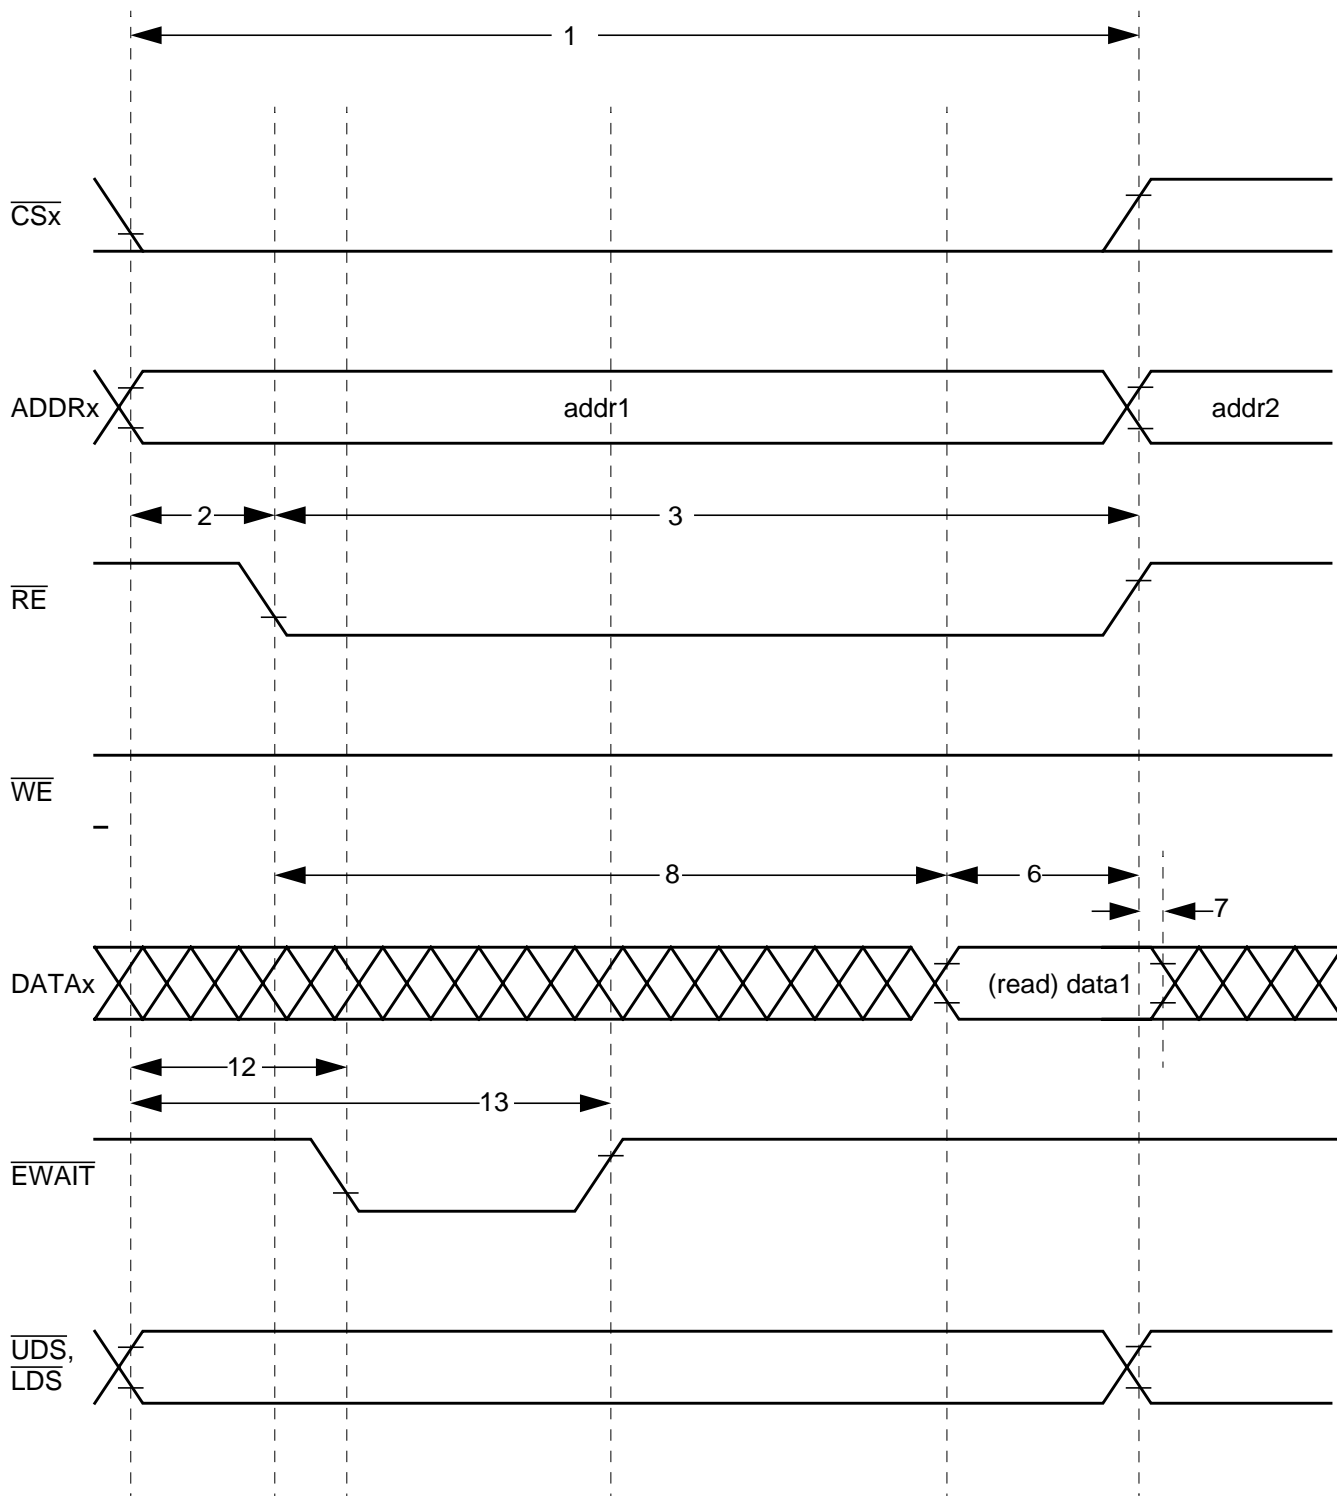 1
CSx
ADDRx addr1 addr2
2 3
RE
WE
8 6
7
DATAx (read) data1
12
13
EWAIT
UDS,
LDS